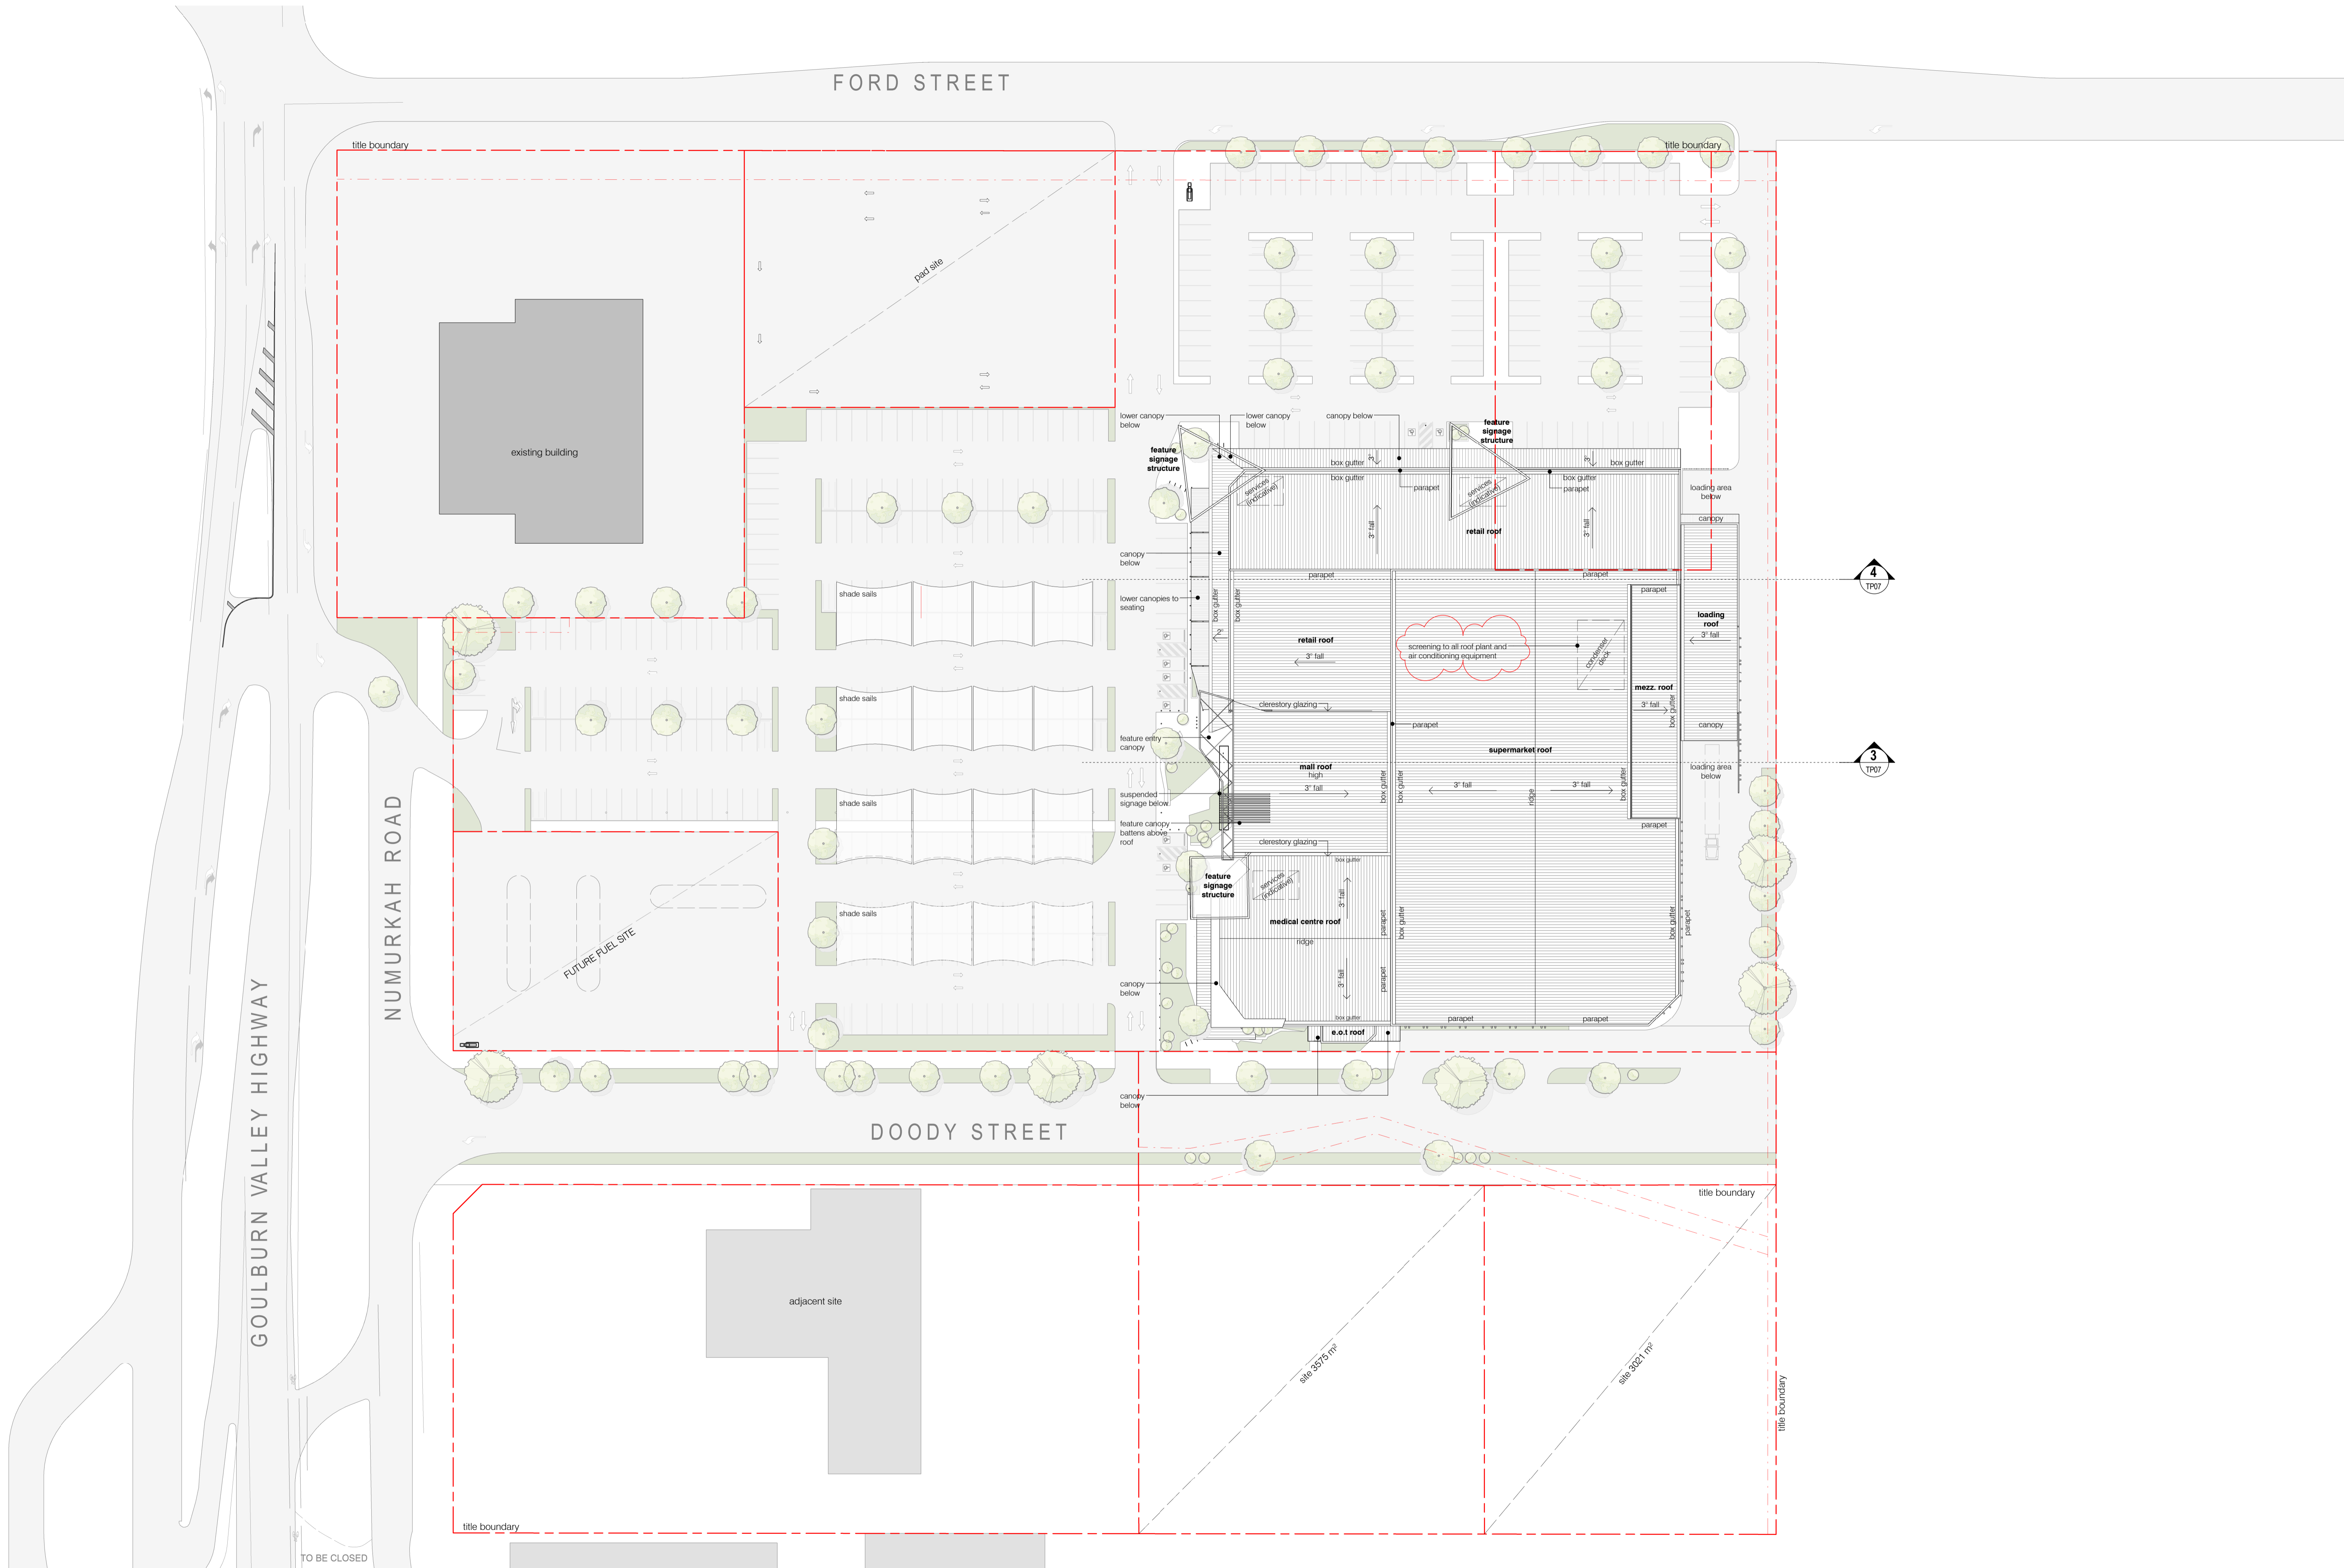 FORD STREET
title boundary
title boundary
pad site
existing building
lower canopy
below
lower canopy
below
canopy below
feature
signage
structure
feature
signage
structure
box gutter
3°
3°
box gutter
box gutter
box gutter
parapet
parapet
services
(indicative)
services
(indicative)
loading area
below
canopy
3° fall
3° fall
retail roof
canopy
below
parapet
parapet
shade sails
lower canopies to
seating
box gutter
box gutter
2°
parapet
loading
roof
3° fall
retail roof
3° fall
screening to all roof plant and
air conditioning equipment
condenser
deck
mezz. roof
3° fall
box gutter
shade sails
clerestory glazing
parapet
canopy
feature entry
canopy
supermarket roof
mall roof
high
3° fall
box gutter
box gutter
3° fall
ridge
3° fall
box gutter
loading area
below
suspended
signage below
shade sails
feature canopy
battens above
roof
parapet
clerestory glazing
box gutter
feature
signage
structure
services
(indicative)
3° fall
shade sails
medical centre roof
ridge
parapet
box gutter
box gutter
parapet
FUTURE FUEL SITE
3° fall
parapet
canopy
below
box gutter
parapet
parapet
e.o.t roof
canopy
below
4
TP07
3
TP07
NUMURKAH ROAD
GOULBURN VALLEY HIGHWAY
DOODY STREET
title boundary
adjacent site
site 3575 m²
site 3021 m²
title boundary
title boundary
TO BE CLOSED